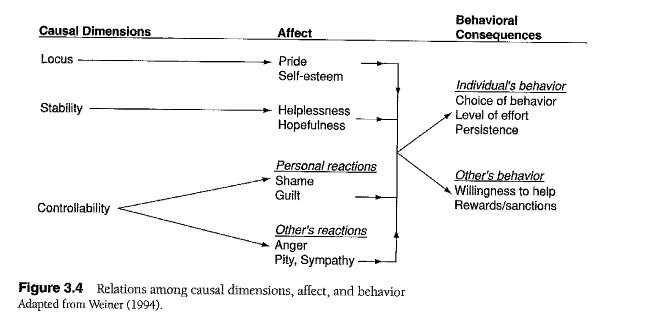 Causal Dimensions
Affect
Behavioral
Consequences
Locus
Pride
Self-esteem
Stability
Helplessness
Hopefulness
Controllability
Personal reactions
Shame
Guilt
Other's reactions
Anger
Pity, Sympathy
Individual's behavior
Choice of behavior
Level of effort
Persistence
Other's behavior
Willingness to help
Rewards/sanctions
Figure 3.4 Relations among causal dimensions, affect, and behavior
Adapted from Weiner (1994).